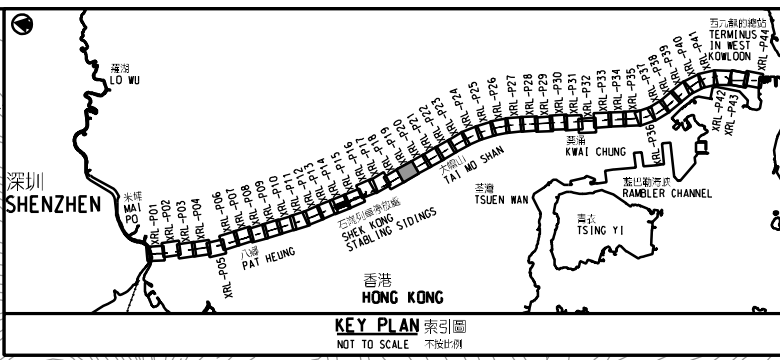 羅湖
LO WU
深圳
SHENZHEN
米埔
MAI
PO
XRL-P01
XRL-P02
XRL-P03
XRL-P04
XRL-P05
XRL-P06
XRL-P07
XRL-P08
XRL-P09
XRL-P10
XRL-P11
XRL-P12
XRL-P13
XRL-P14
XRL-P15
XRL-P16
XRL-P17
XRL-P18
XRL-P19
XRL-P20
XRL-P21
XRL-P22
XRL-P23
XRL-P24
XRL-P25
XRL-P26
XRL-P27
XRL-P28
XRL-P29
XRL-P30
XRL-P31
XRL-P32
XRL-P33
XRL-P34
XRL-P35
XRL-P36
XRL-P37
XRL-P38
XRL-P39
XRL-P40
XRL-P41
XRL-P42
XRL-P43
XRL-P44
西九龍的總站
TERMINUS
IN WEST
KOWLOON
八鄉
PAT HEUNG
石崗列車停放處
SHEK KONG
STABLING SIDINGS
大帽山
TAI MO SHAN
葵涌
KWAI CHUNG
荃灣
TSUEN WAN
藍巴勒海峽
RAMBLER CHANNEL
青衣
TSING YI
香港
HONG KONG
KEY PLAN 索引圖
NOT TO SCALE 不按比例